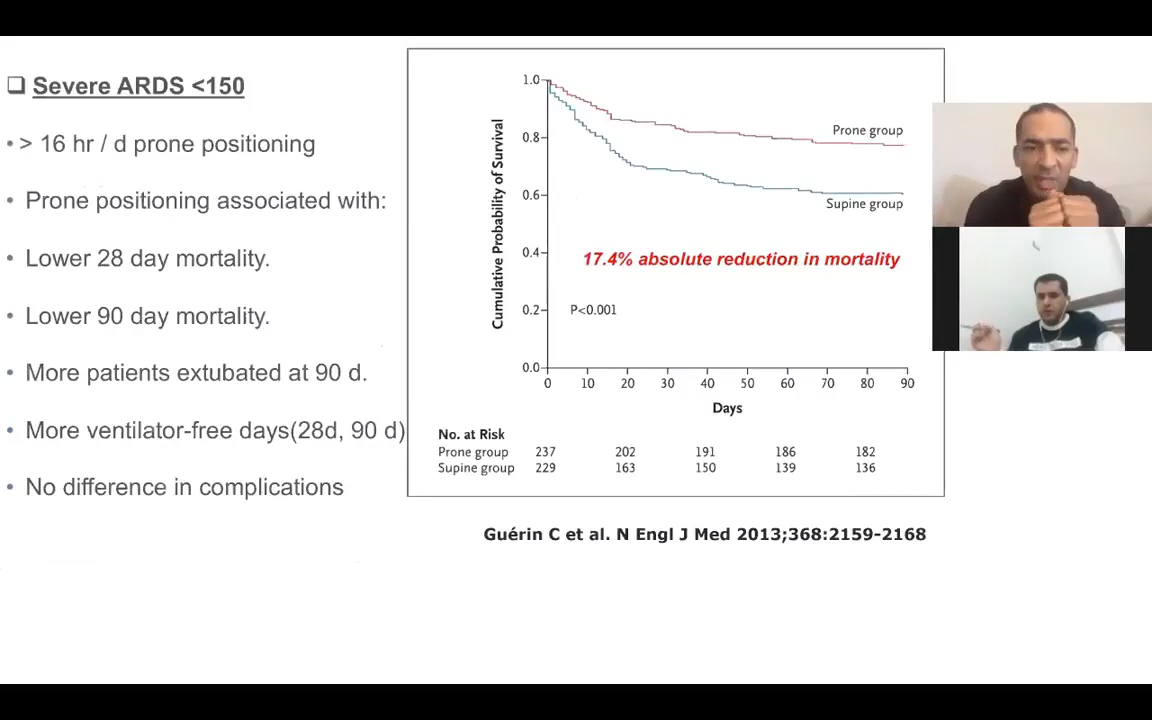 ❑ Severe ARDS <150
• > 16 hr / d prone positioning
• Prone positioning associated with:
• Lower 28 day mortality.
• Lower 90 day mortality.
• More patients extubated at 90 d.
• More ventilator-free days(28d, 90 d)
• No difference in complications
Cumulative Probability of Survival
1.0
0.8
0.6
0.4
0.2
0.0
Prone group
Supine group
17.4% absolute reduction in mortality
P<0.001
0 10 20 30 40 50 60 70 80 90
Days
No. at Risk
Prone group 237 202 191 186 182
Supine group 229 163 150 139 136
Guérin C et al. N Engl J Med 2013;368:2159-2168